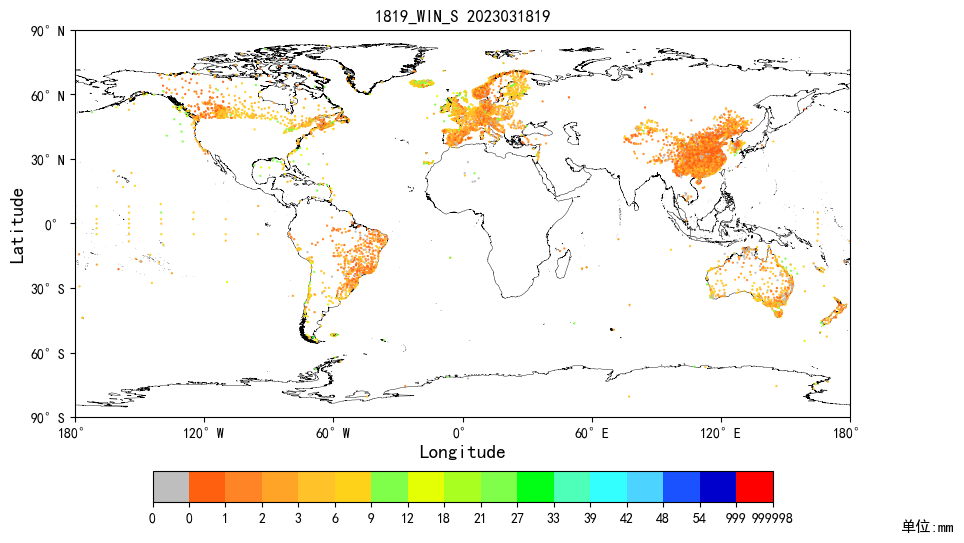 1819_WIN_S 2023031819
90° N
60° N
30° N
0°
30° S
60° S
90° S
Latitude
180° 120° W 60° W 0° 60° E 120° E 180°
Longitude
0 0 1 2 3 6 9 12 18 21 27 33 39 42 48 54 999 999998
单位:mm